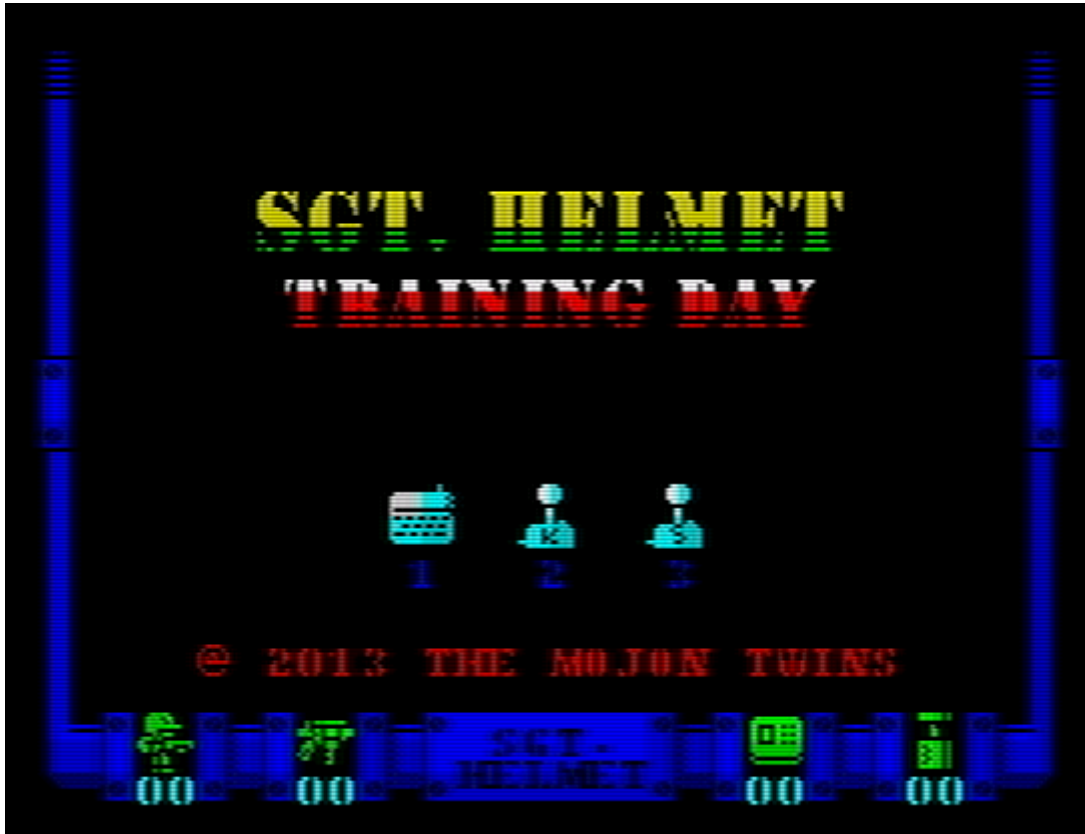 SGT. HELMET
TRAINING DAY
K S
1 2 3
@ 2013 THE MOJON TWINS
SGT.
HELMET
00 00 00 00